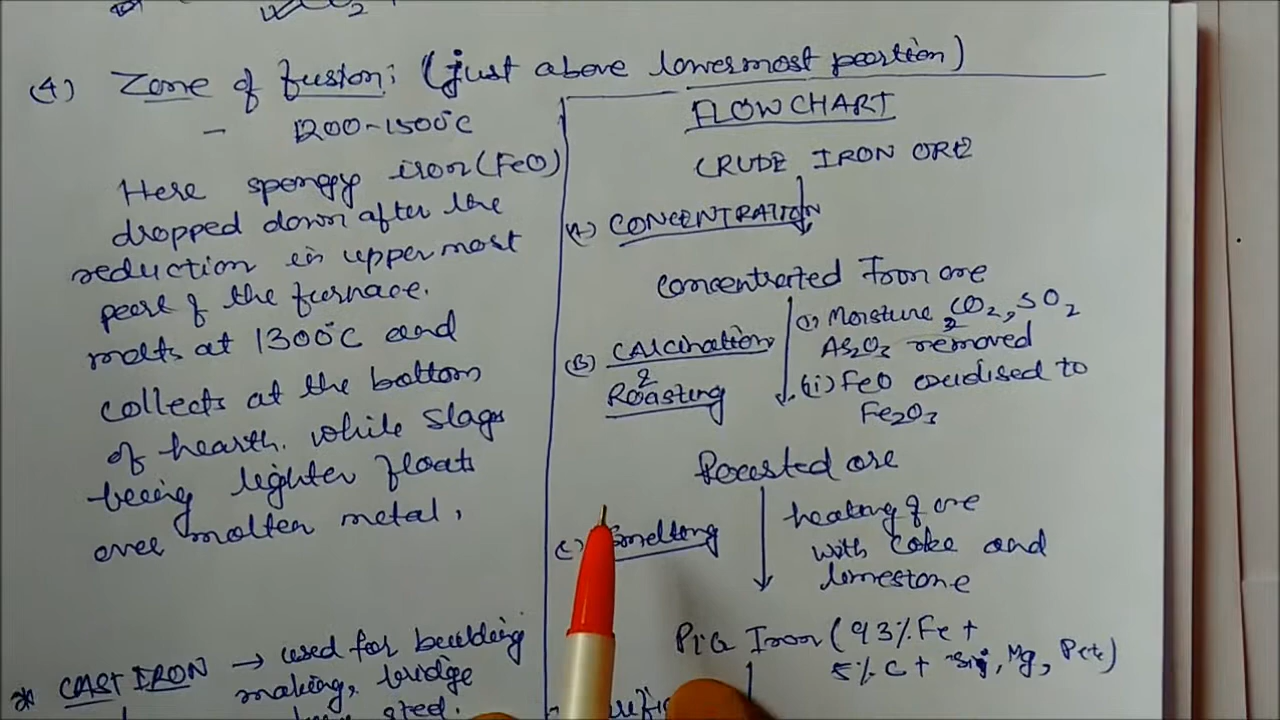 (4) Zone of fusion: (just above lowermost portion)
- 1200-1500°C
Here spongy iron (FeO)
dropped down after the
reduction in upper most
part of the furnace.
melts at 1300°C and
collects at the bottom
of hearth. while slags
being lighter floats
over molten metal,
* CAST IRON → used for building
making, bridge
steel.
FLOW CHART
CRUDE IRON ORE
(A) CONCENTRATION
Concentrated Iron ore
(i) Moisture, CO2, SO2
As2O3 removed
(B) CAlcination
2
Roasting
(ii) FeO oxidised to
Fe2O3
Roasted ore
(C) Smelting
heating of ore
with Coke and
limestone
PiG Iron (93% Fe +
5% C + Si, Mg, P etc)